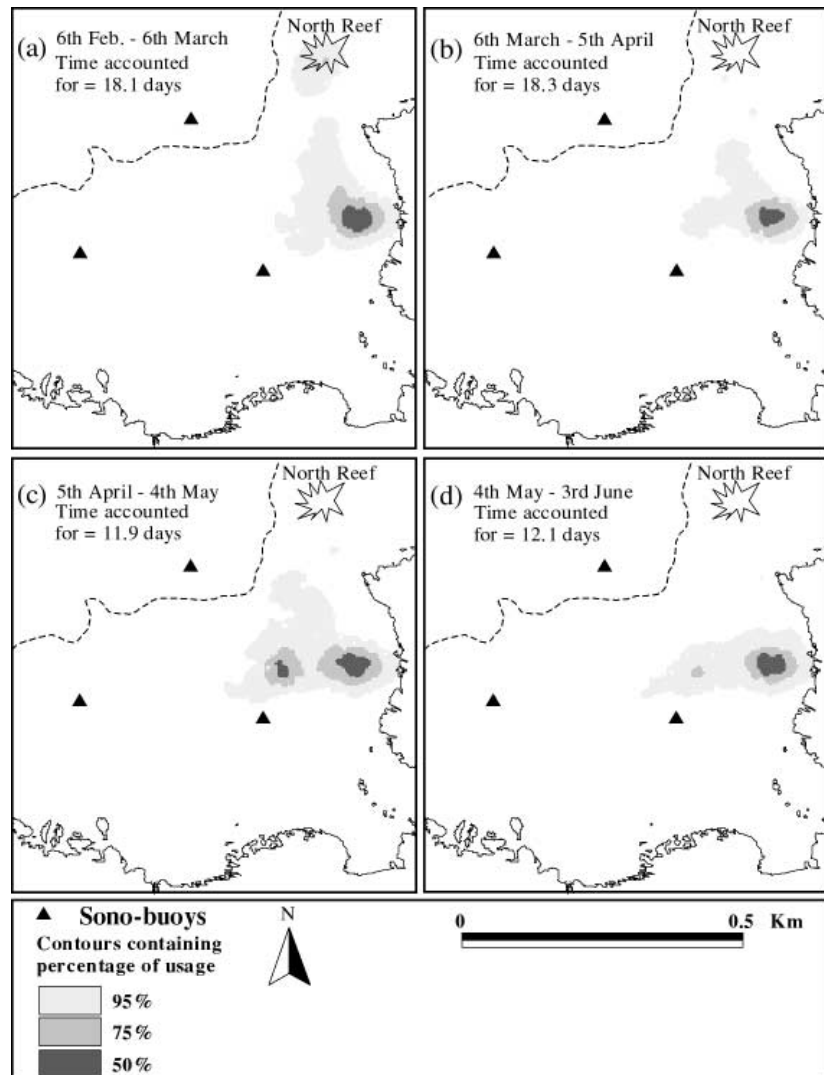 North Reef
(a) 6th Feb. - 6th March
Time accounted
for = 18.1 days
North Reef
(b) 6th March - 5th April
Time accounted
for = 18.3 days
North Reef
(c) 5th April - 4th May
Time accounted
for = 11.9 days
North Reef
(d) 4th May - 3rd June
Time accounted
for = 12.1 days
Sono-buoys
Contours containing
percentage of usage
95%
75%
50%
N
0 0.5 Km